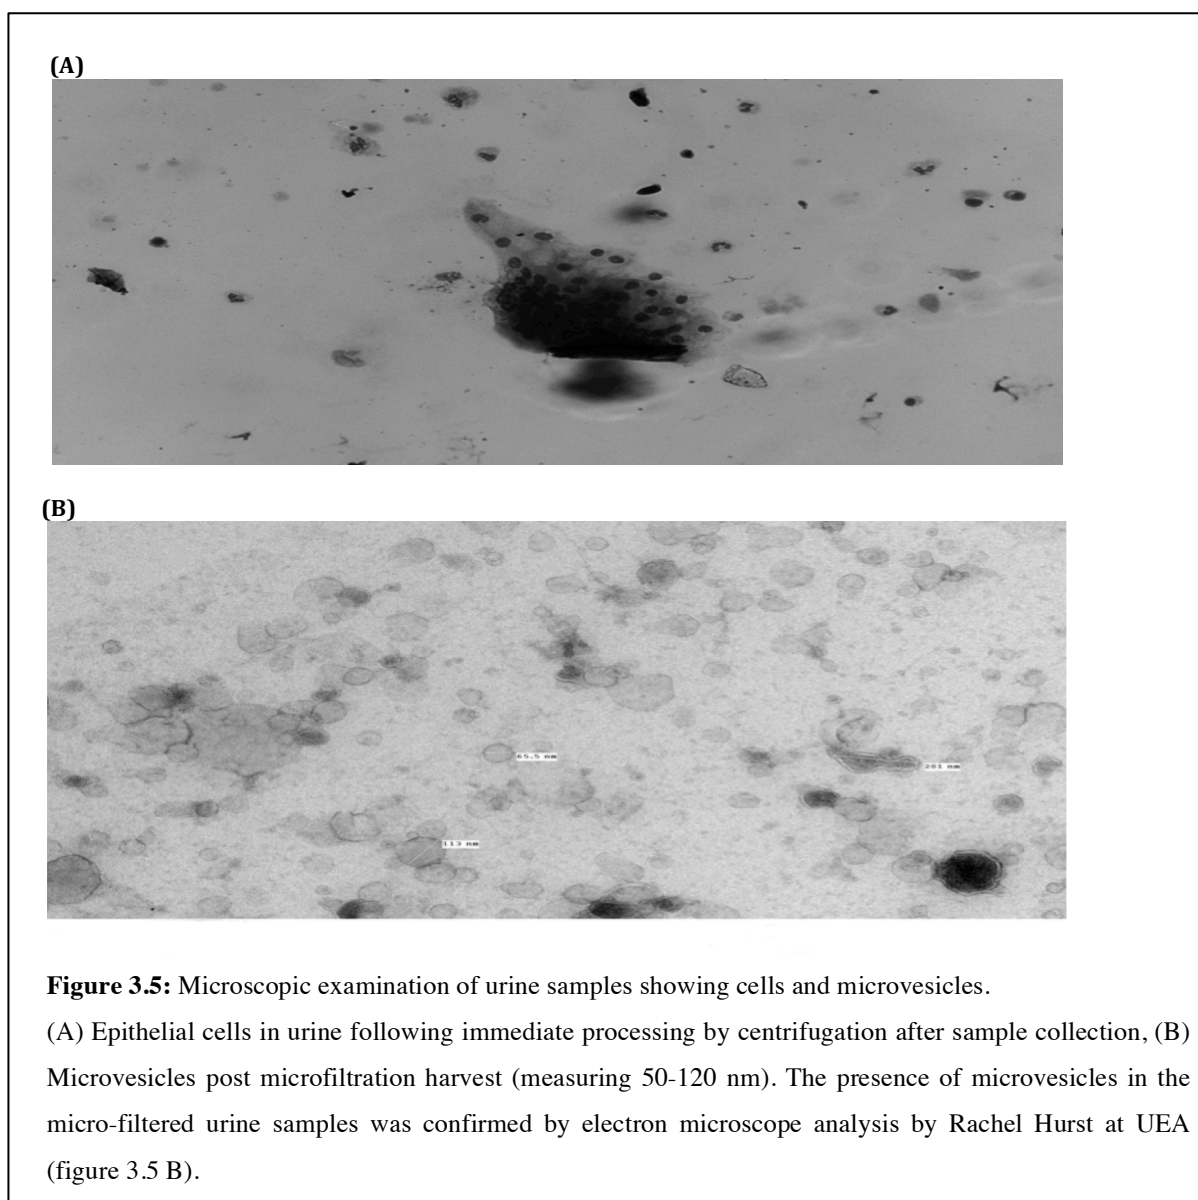 (A)
(B)
65.5 nm
281 nm
113 nm
Figure 3.5: Microscopic examination of urine samples showing cells and microvesicles.
(A) Epithelial cells in urine following immediate processing by centrifugation after sample collection, (B)
Microvesicles post microfiltration harvest (measuring 50-120 nm). The presence of microvesicles in the
micro-filtered urine samples was confirmed by electron microscope analysis by Rachel Hurst at UEA
(figure 3.5 B).